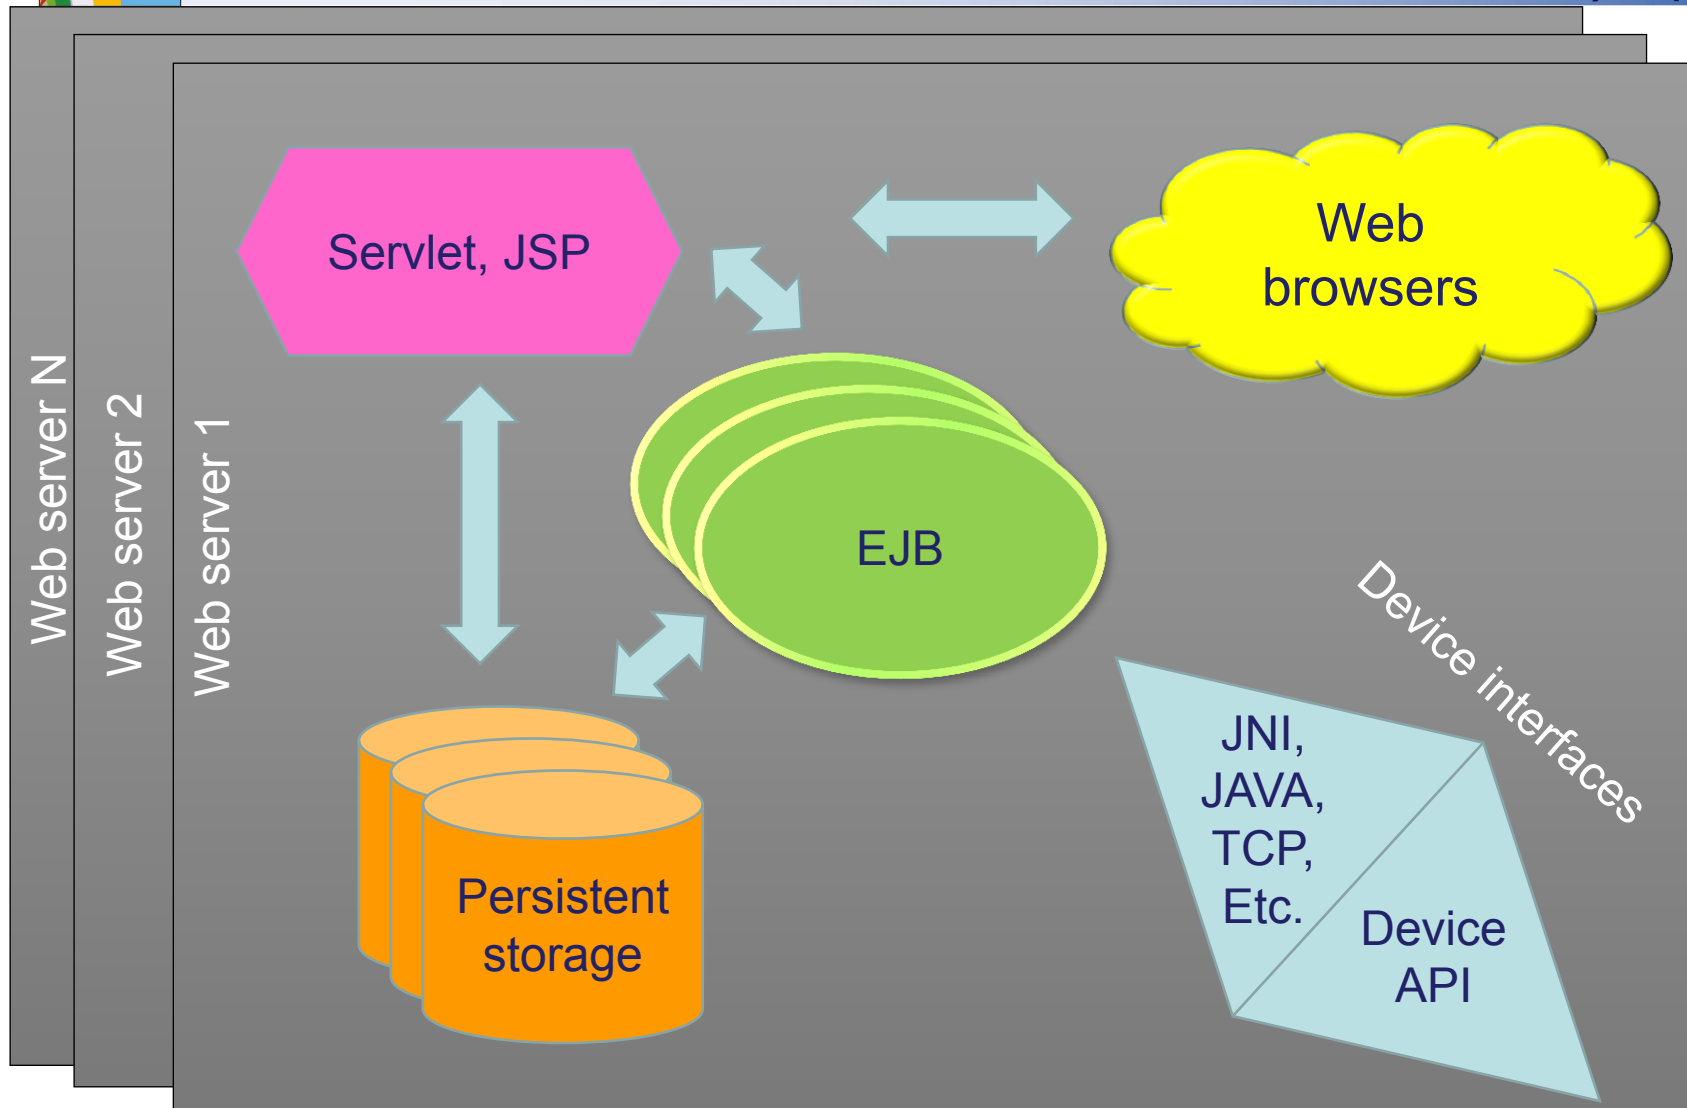 Web server N
Web server 2
Web server 1
Servlet, JSP
Web
browsers
EJB
Device interfaces
JNI,
JAVA,
TCP,
Etc.
Device
API
Persistent
storage